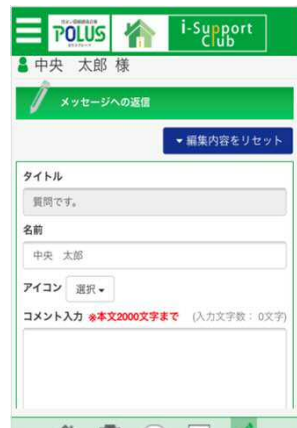 POLUS
i-Support
Club
中央 太郎 様
メッセージへの返信
編集内容をリセット
タイトル
質問です。
名前
中央 太郎
アイコン 選択
コメント入力 ※本文2000文字まで (入力文字数： 0文字)